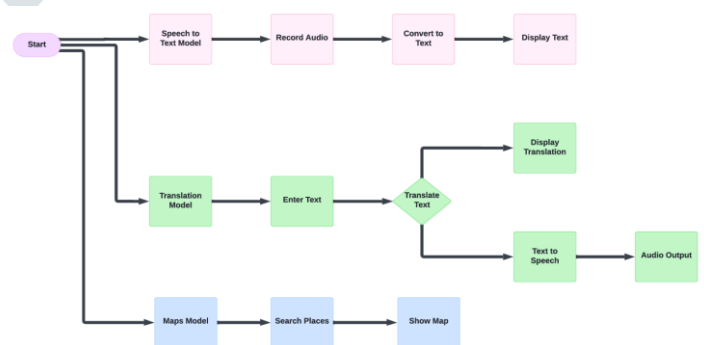 Start
Speech to
Text Model
Record Audio
Convert to
Text
Display Text
Translation
Model
Enter Text
Translate
Text
Display
Translation
Text to
Speech
Audio Output
Maps Model
Search Places
Show Map